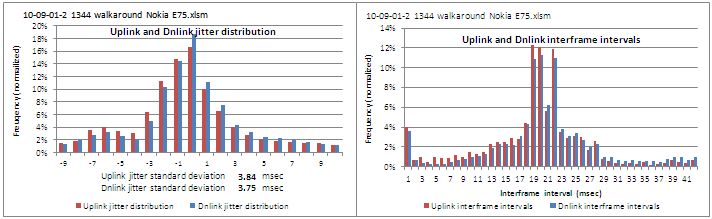 10-09-01-2 1344 walkaround Nokia E75.xlsm
Uplink and Dnlink jitter distribution
Freuqency (normailized)
20%
18%
16%
14%
12%
10%
8%
6%
4%
2%
0%
-9 -7 -5 -3 -1 1 3 5 7 9
Uplink jitter standard deviation 3.84 msec
Dnlink jitter standard deviation 3.75 msec
Uplink jitter distribution Dnlink jitter distribution
10-09-01-2 1344 walkaround Nokia E75.xlsm
Uplink and Dnlink interframe intervals
Frequency (normalized)
14%
12%
10%
8%
6%
4%
2%
0%
1 3 5 7 9 11 13 15 17 19 21 23 25 27 29 31 33 35 37 39 41
Interframe interval (msec)
Uplink interframe intervals Dnlink interframe intervals